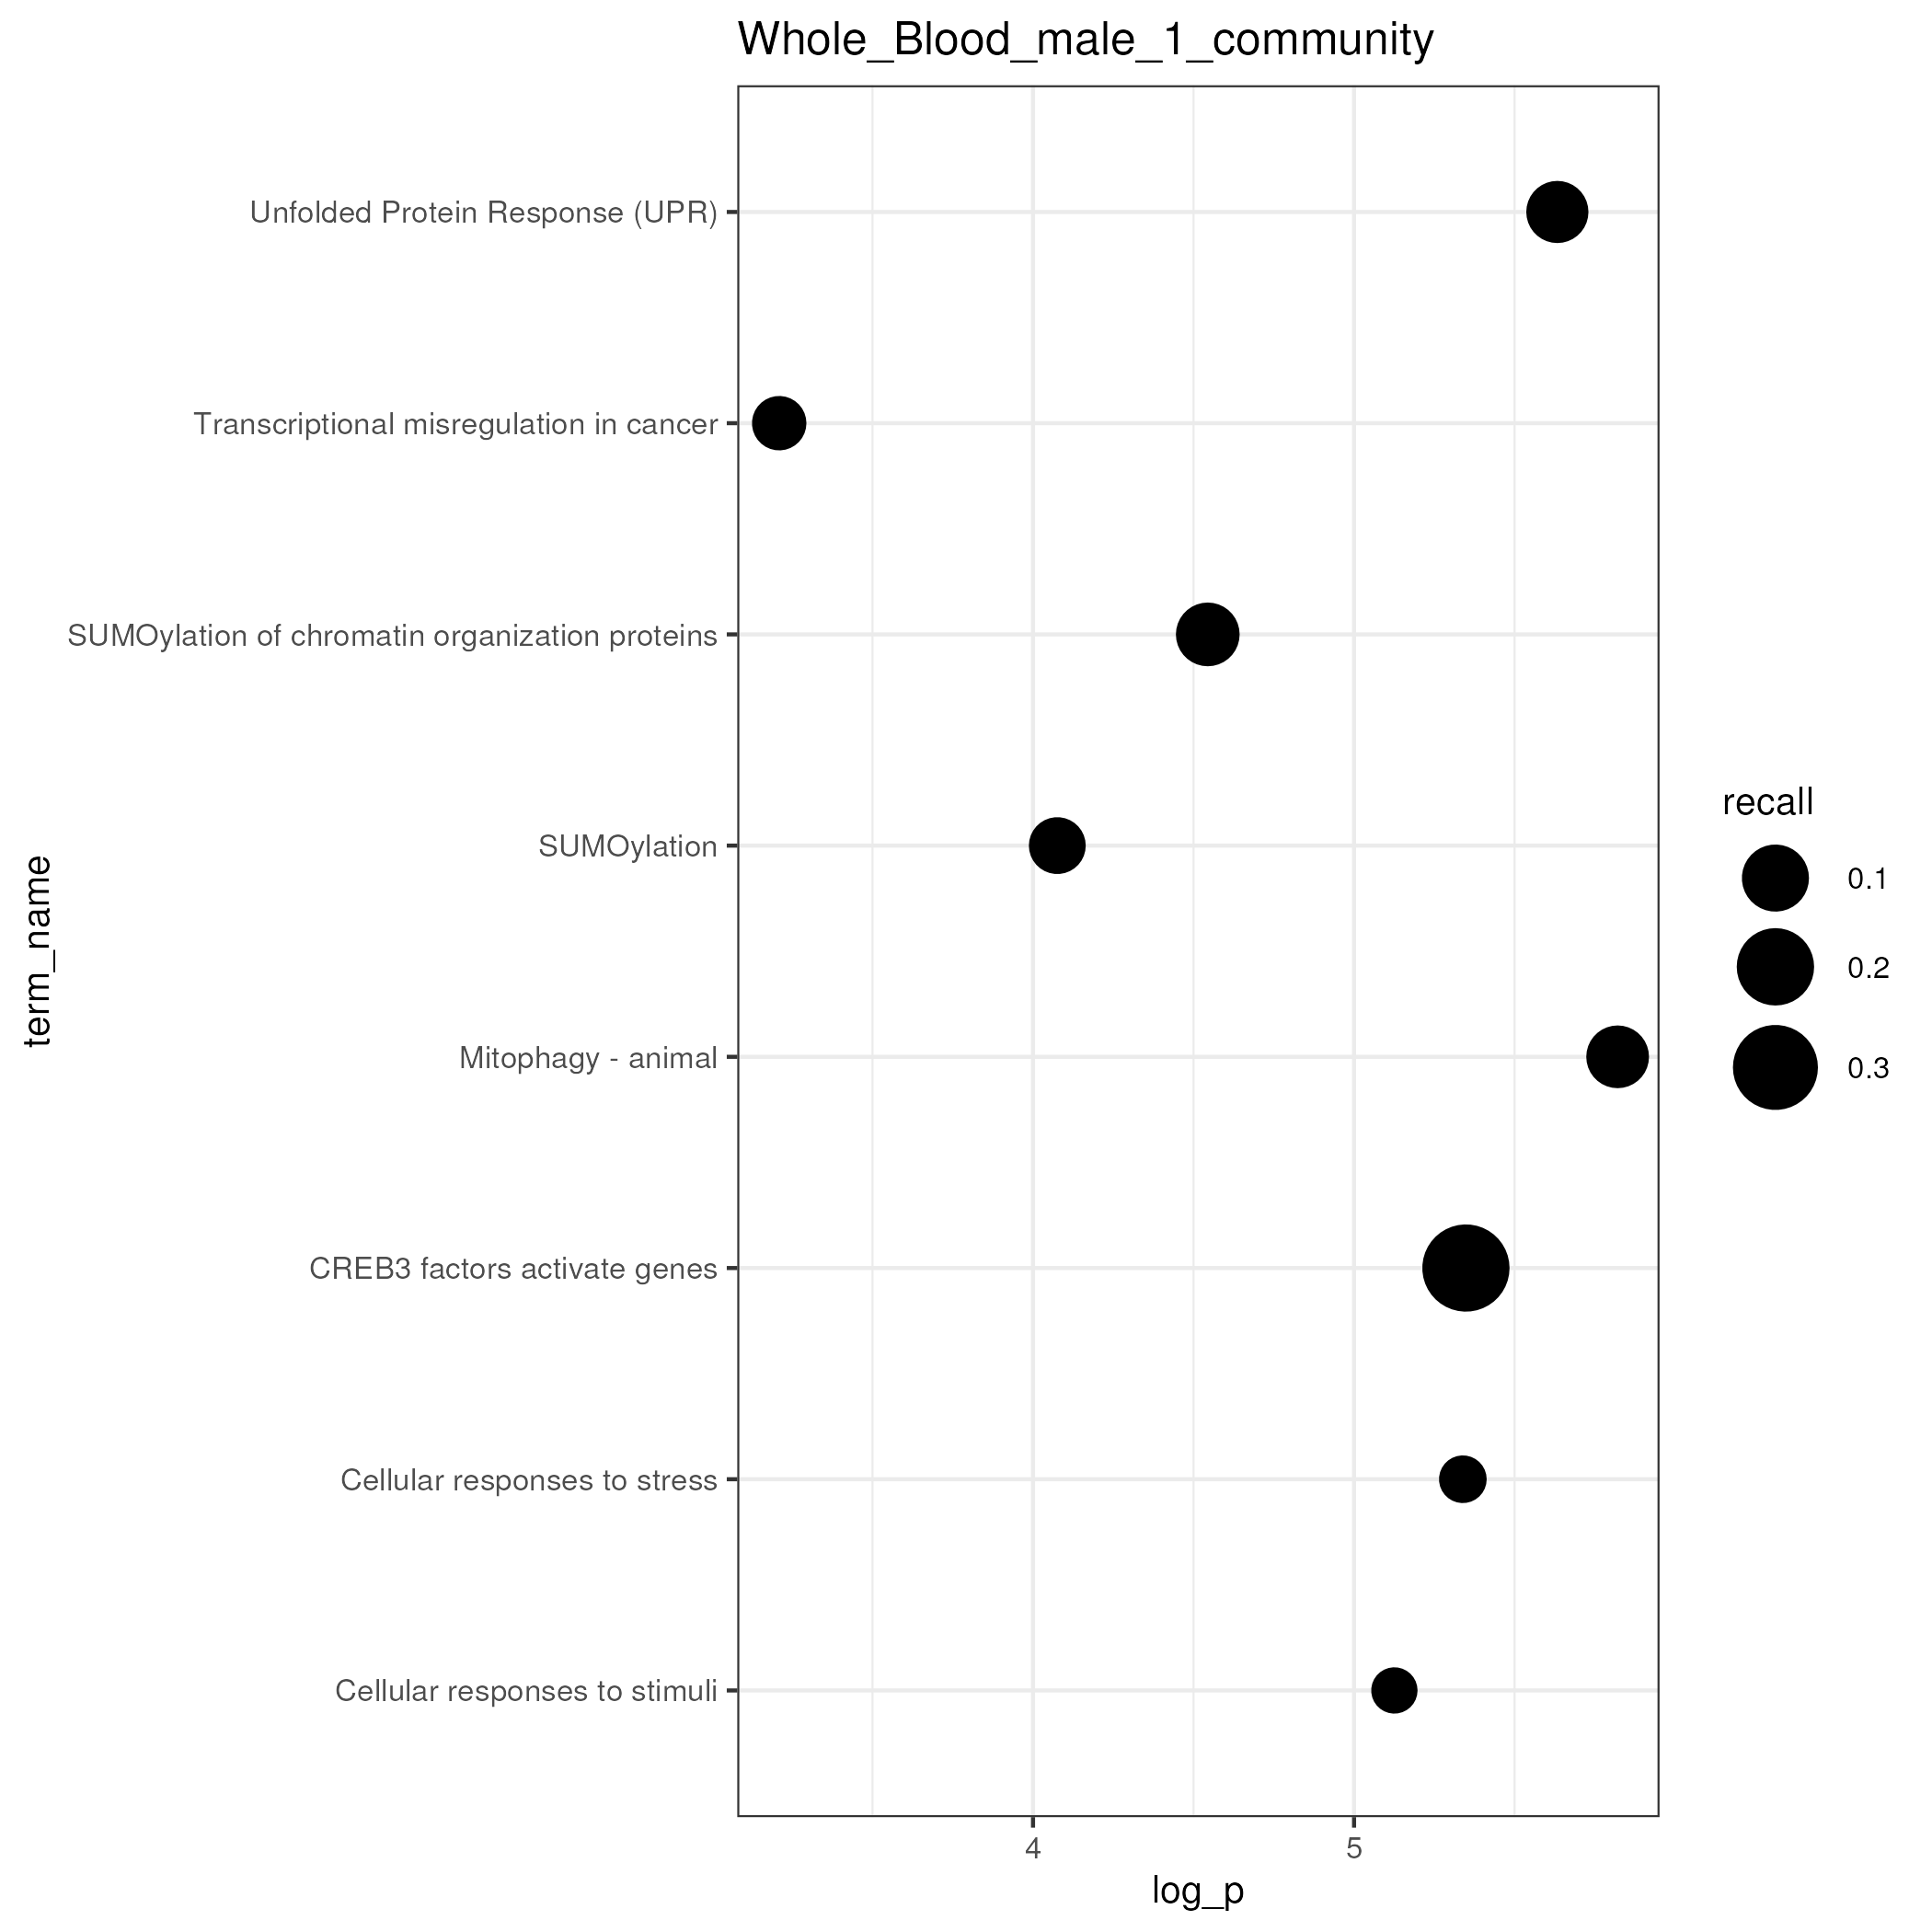 Whole_Blood_male_1_community
Unfolded Protein Response (UPR)
Transcriptional misregulation in cancer
SUMOylation of chromatin organization proteins
SUMOylation
Mitophagy - animal
CREB3 factors activate genes
Cellular responses to stress
Cellular responses to stimuli
term_name
4
5
log_p
recall
0.1
0.2
0.3